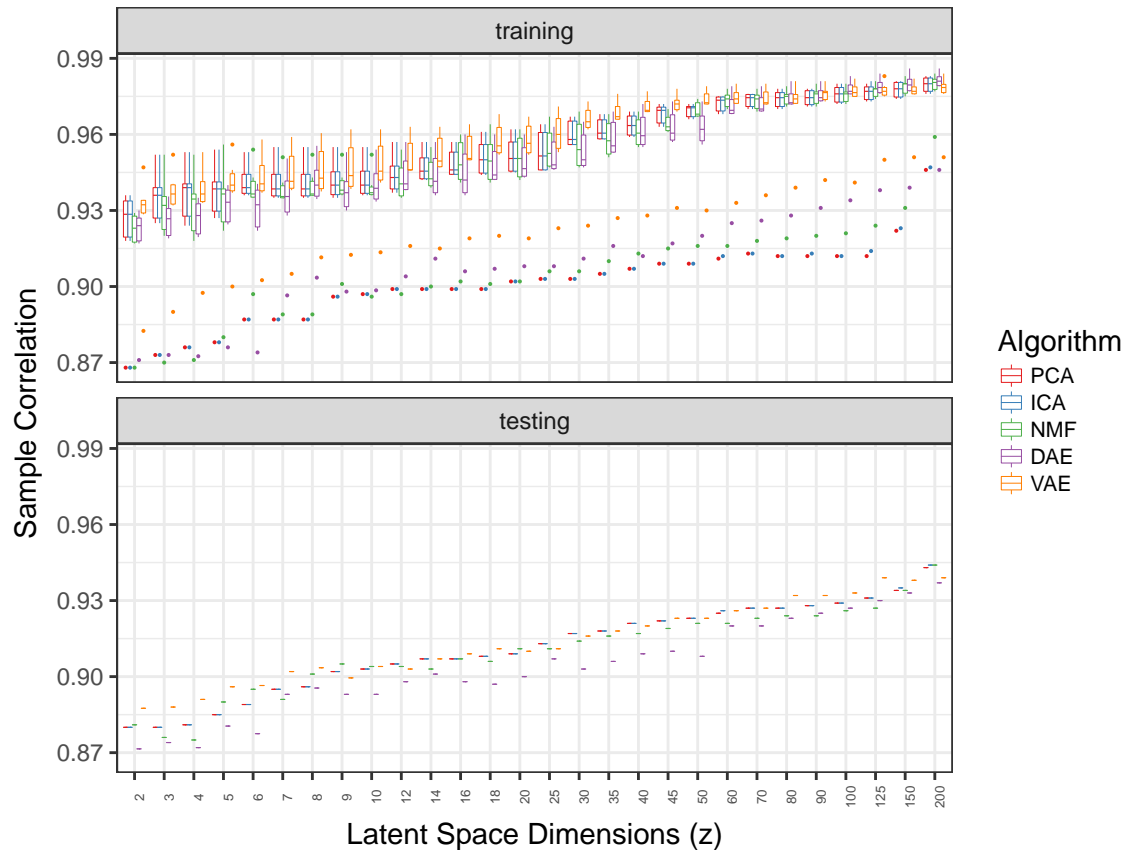 training
0.99
0.96
0.93
0.90
0.87
testing
0.99
0.96
0.93
0.90
0.87
Sample Correlation
2 3 4 5 6 7 8 9 10 12 14 16 18 20 25 30 35 40 45 50 60 70 80 90 100 125 150 200
Latent Space Dimensions (z)
Algorithm
PCA
ICA
NMF
DAE
VAE